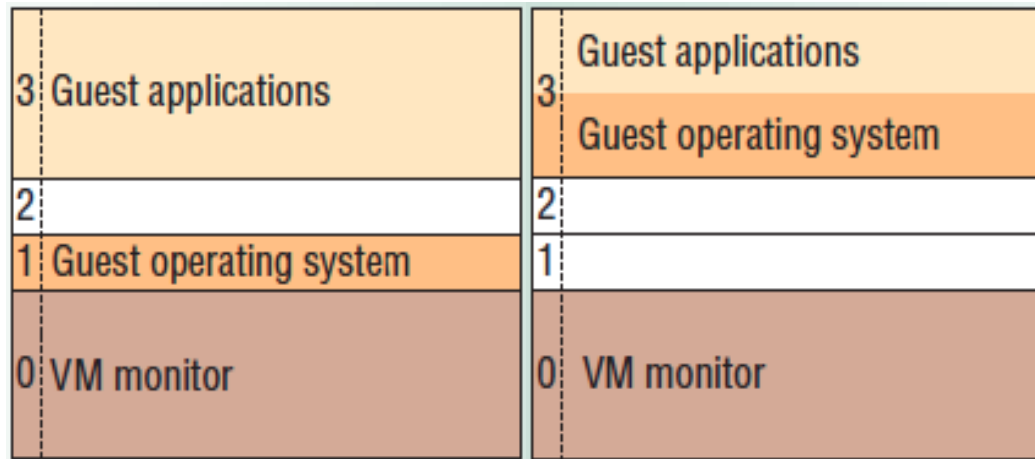 3 Guest applications
2
1 Guest operating system
0 VM monitor
Guest applications
3
Guest operating system
2
1
0 VM monitor